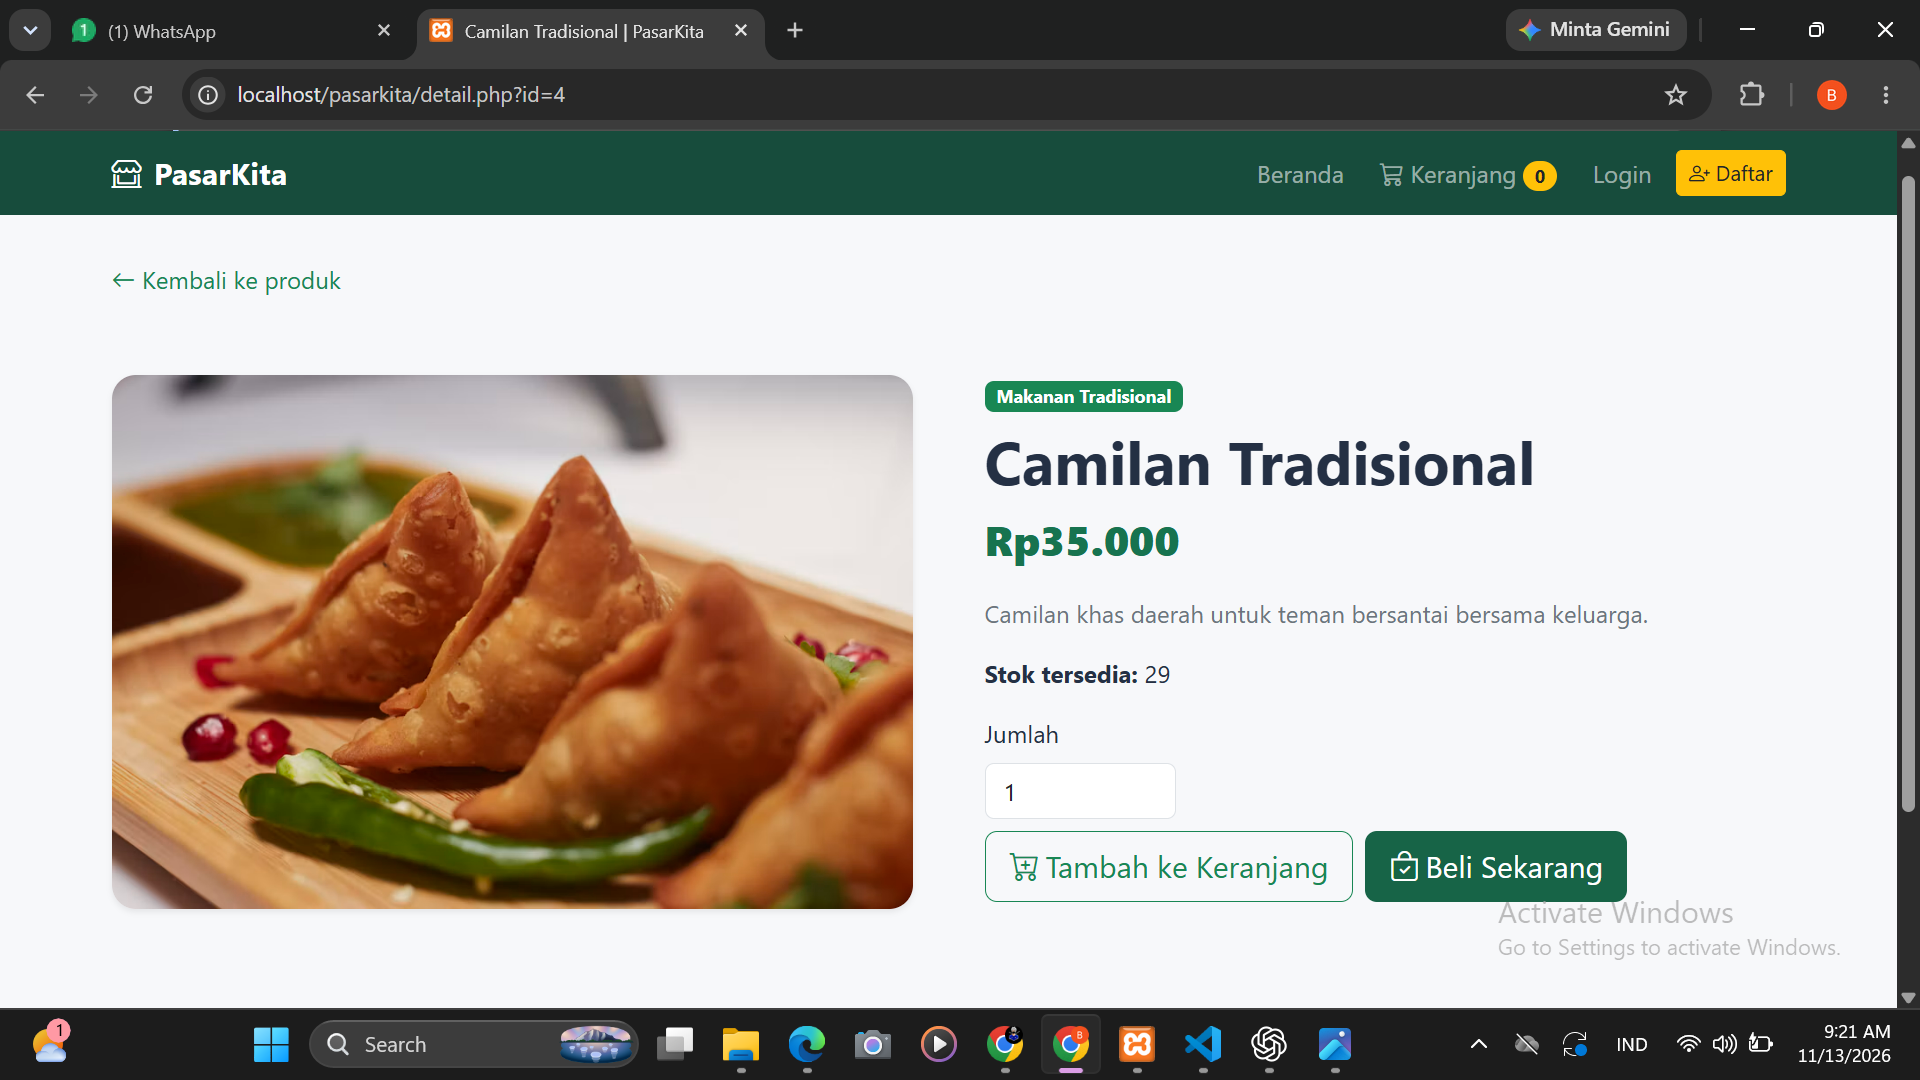 1
(1) WhatsApp
Camilan Tradisional | PasarKita
Minta Gemini
localhost/pasarkita/detail.php?id=4
B
PasarKita
Beranda
Keranjang 0
Login
Daftar
← Kembali ke produk
Makanan Tradisional
Camilan Tradisional
Rp35.000
Camilan khas daerah untuk teman bersantai bersama keluarga.
Stok tersedia: 29
Jumlah
1
Tambah ke Keranjang
Beli Sekarang
Activate Windows
Go to Settings to activate Windows.
1
Search
B
IND
9:21 AM
11/13/2026